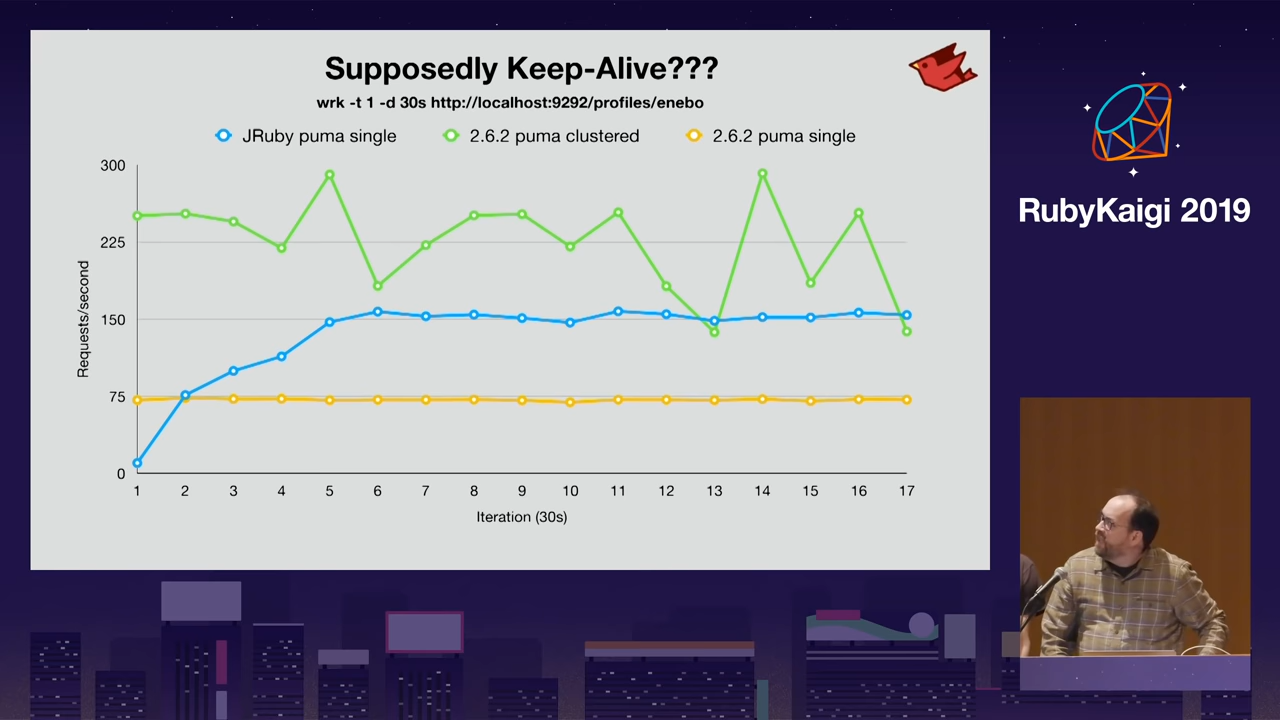 Supposedly Keep-Alive???
wrk -t 1 -d 30s http://localhost:9292/profiles/enebo
JRuby puma single
2.6.2 puma clustered
2.6.2 puma single
300
225
150
75
0
Requests/second
1 2 3 4 5 6 7 8 9 10 11 12 13 14 15 16 17
Iteration (30s)
RubyKaigi 2019